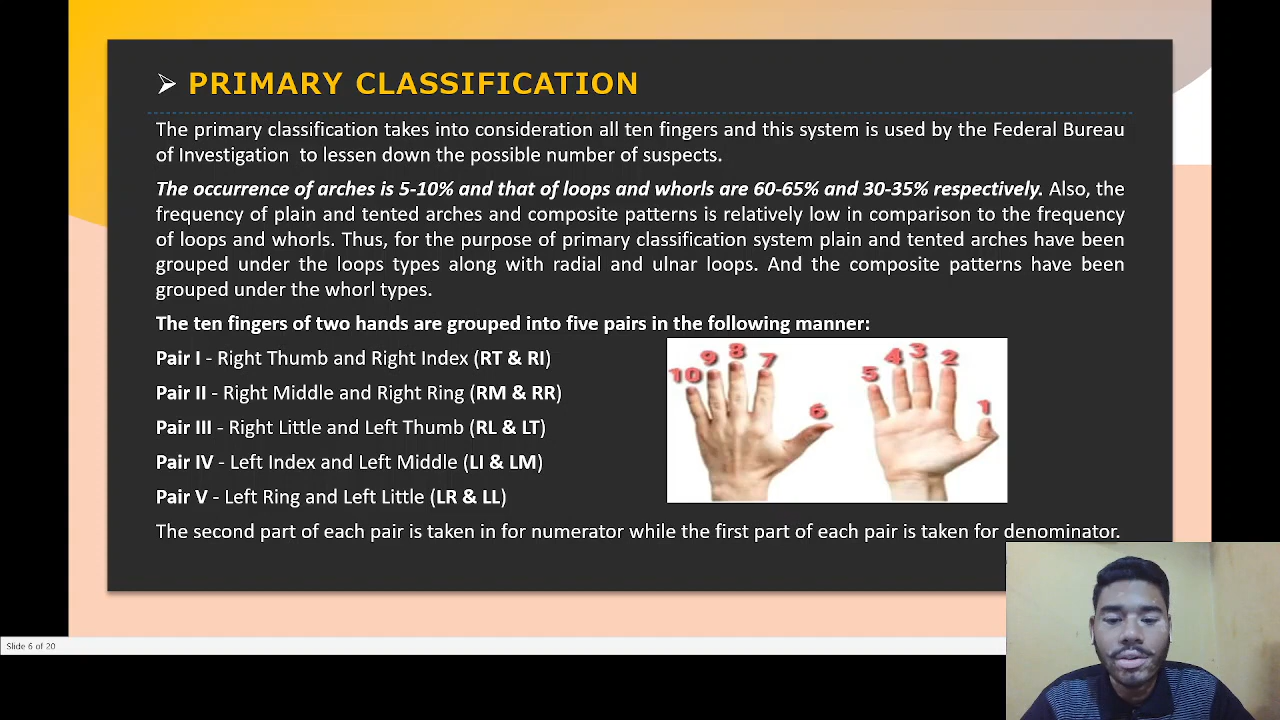 ➢ PRIMARY CLASSIFICATION
The primary classification takes into consideration all ten fingers and this system is used by the Federal Bureau
of Investigation  to lessen down the possible number of suspects.
The occurrence of arches is 5-10% and that of loops and whorls are 60-65% and 30-35% respectively. Also, the
frequency of plain and tented arches and composite patterns is relatively low in comparison to the frequency
of loops and whorls. Thus, for the purpose of primary classification system plain and tented arches have been
grouped under the loops types along with radial and ulnar loops. And the composite patterns have been
grouped under the whorl types.
The ten fingers of two hands are grouped into five pairs in the following manner:
Pair I - Right Thumb and Right Index (RT & RI)
Pair II - Right Middle and Right Ring (RM & RR)
Pair III - Right Little and Left Thumb (RL & LT)
Pair IV - Left Index and Left Middle (LI & LM)
Pair V - Left Ring and Left Little (LR & LL)
10 9 8 7 6 5 4 3 2 1
The second part of each pair is taken in for numerator while the first part of each pair is taken for denominator.
Slide 6 of 20